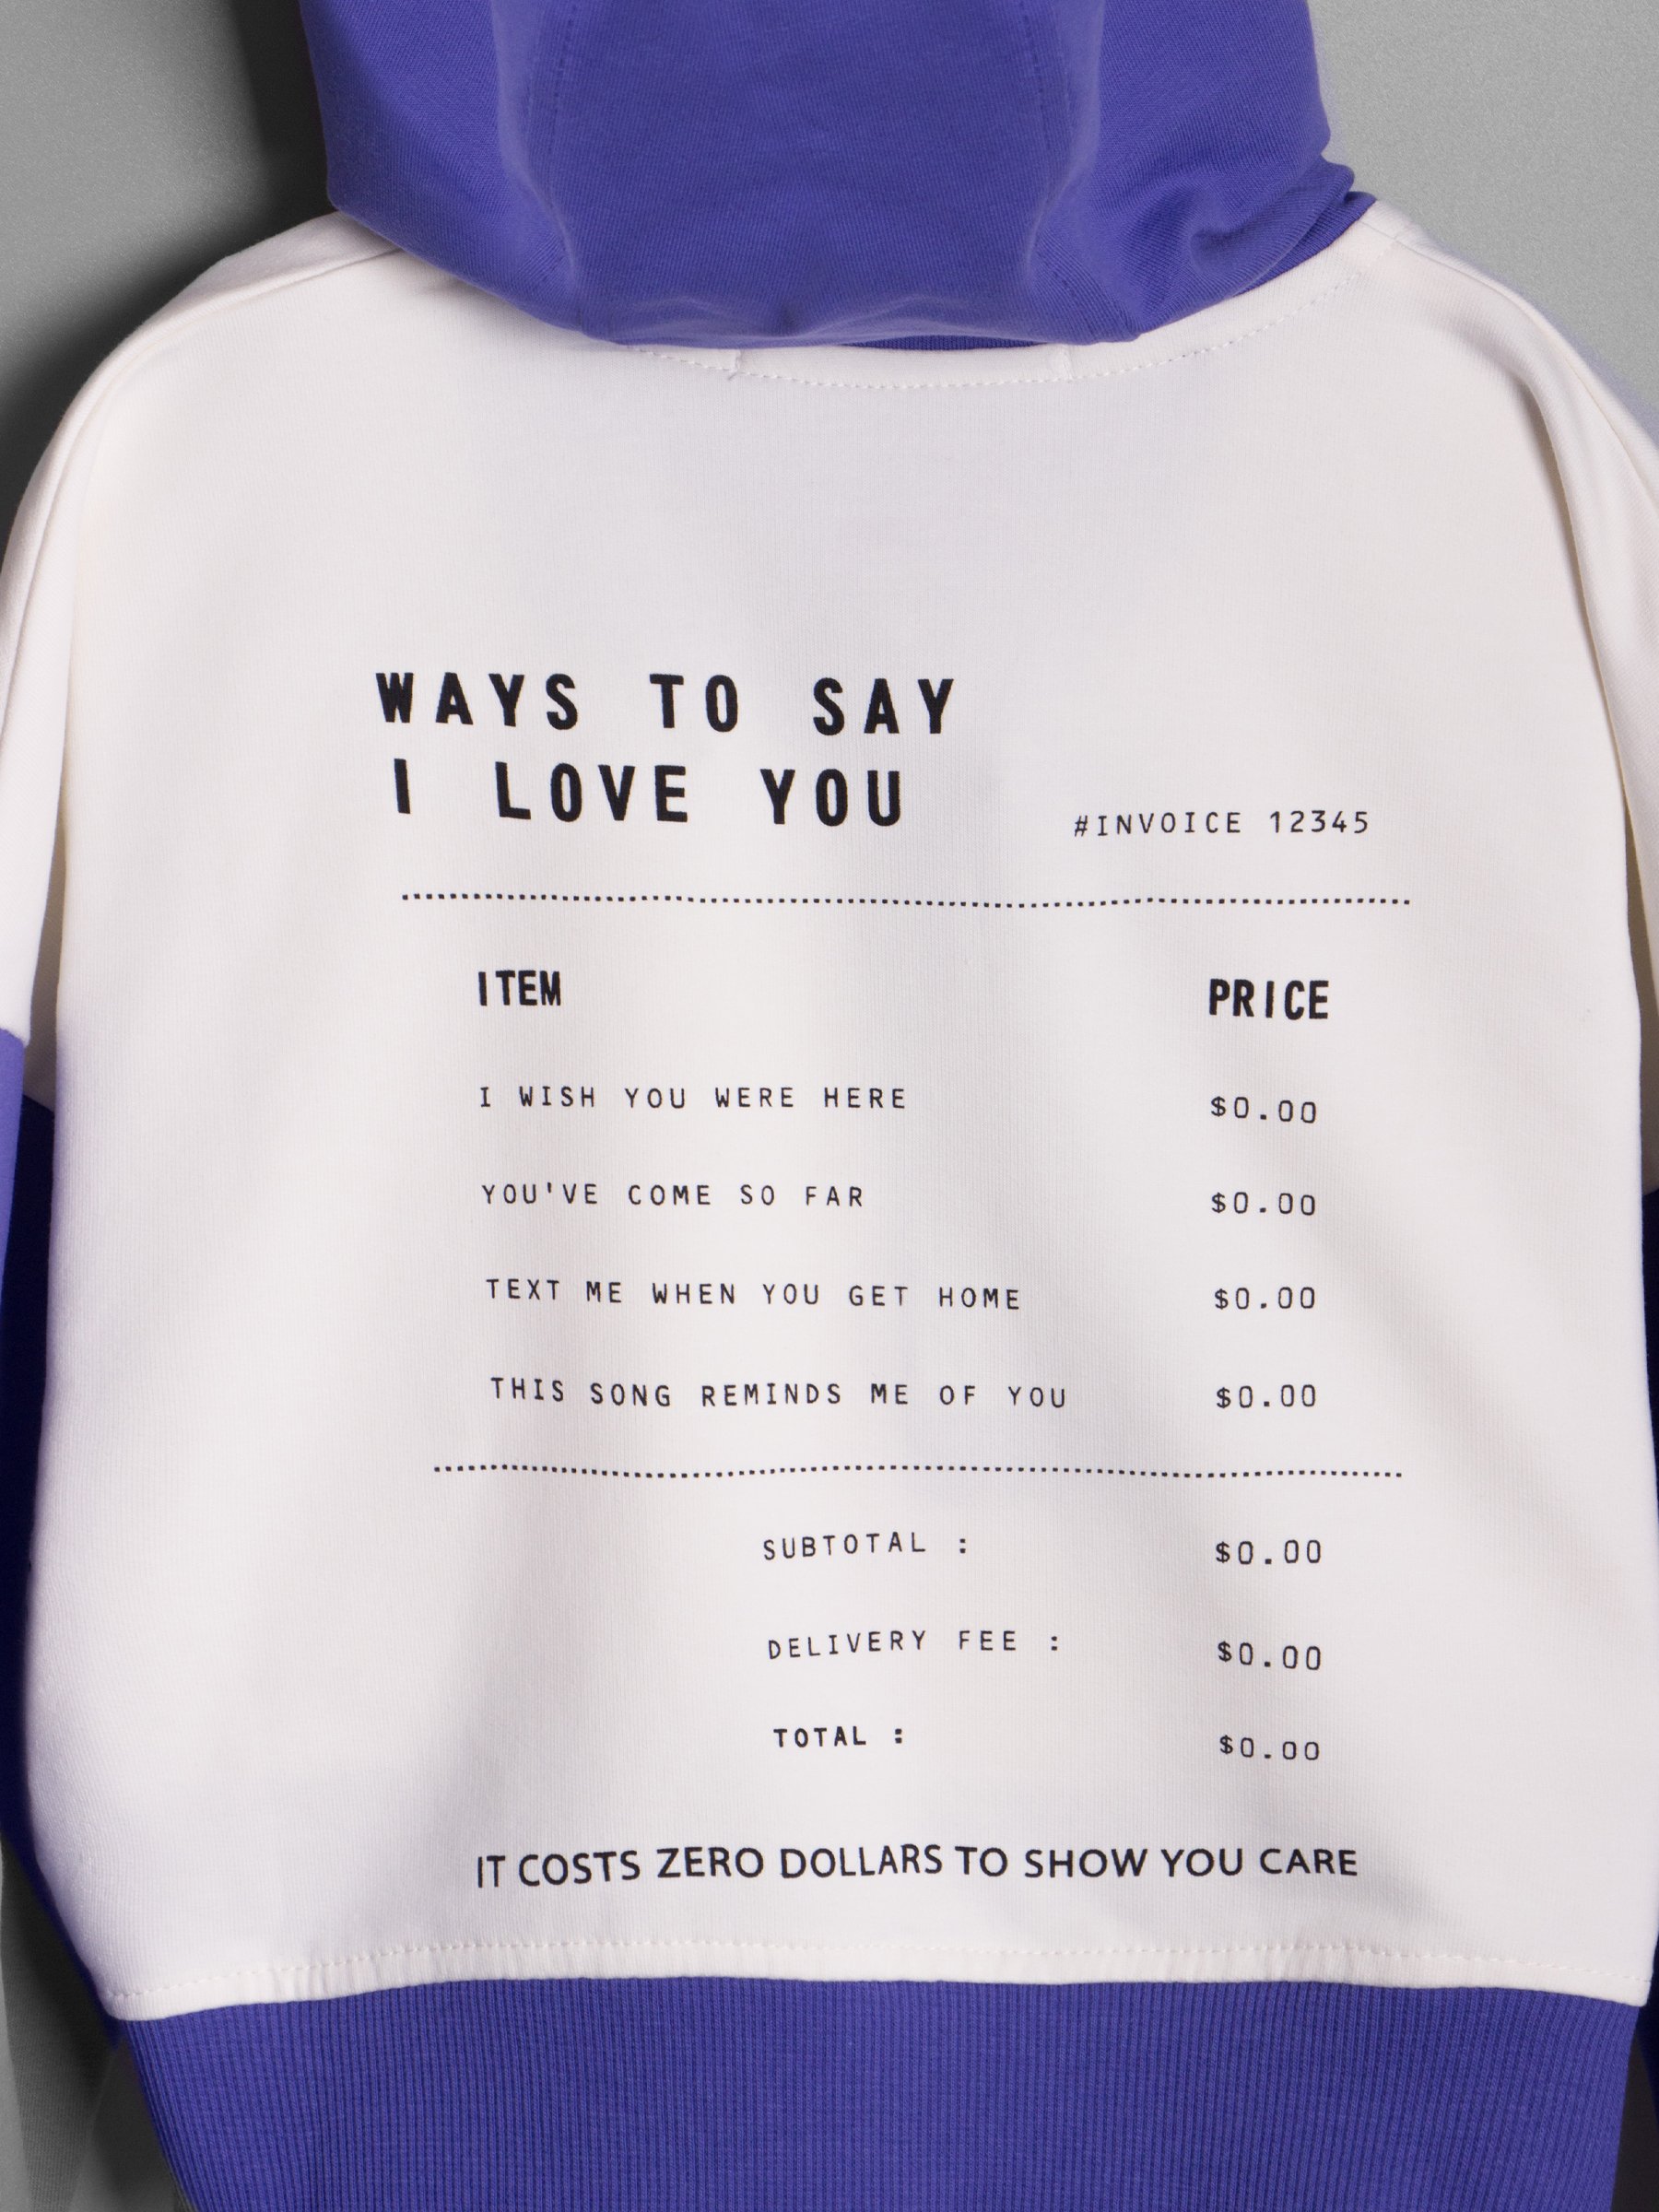 WAYS TO SAY
I LOVE YOU
#INVOICE 12345
ITEM PRICE
I WISH YOU WERE HERE $0.00
YOU'VE COME SO FAR $0.00
TEXT ME WHEN YOU GET HOME $0.00
THIS SONG REMINDS ME OF YOU $0.00
SUBTOTAL : $0.00
DELIVERY FEE : $0.00
TOTAL : $0.00
IT COSTS ZERO DOLLARS TO SHOW YOU CARE